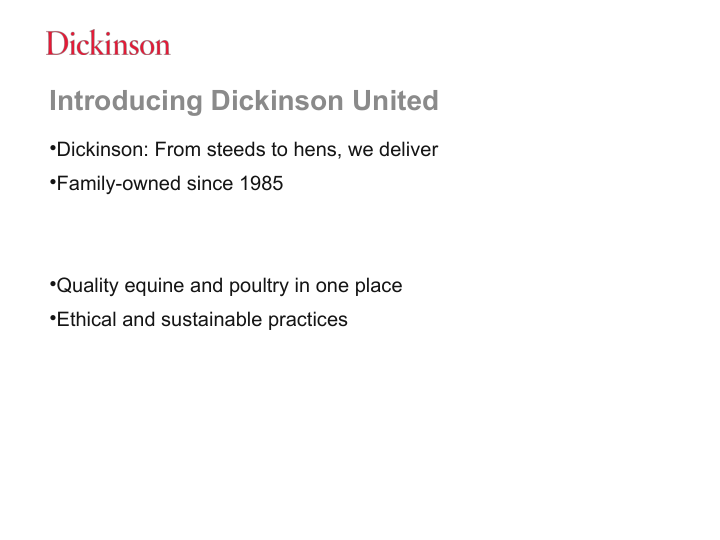 Dickinson
Introducing Dickinson United
•Dickinson: From steeds to hens, we deliver
•Family-owned since 1985
•Quality equine and poultry in one place
•Ethical and sustainable practices